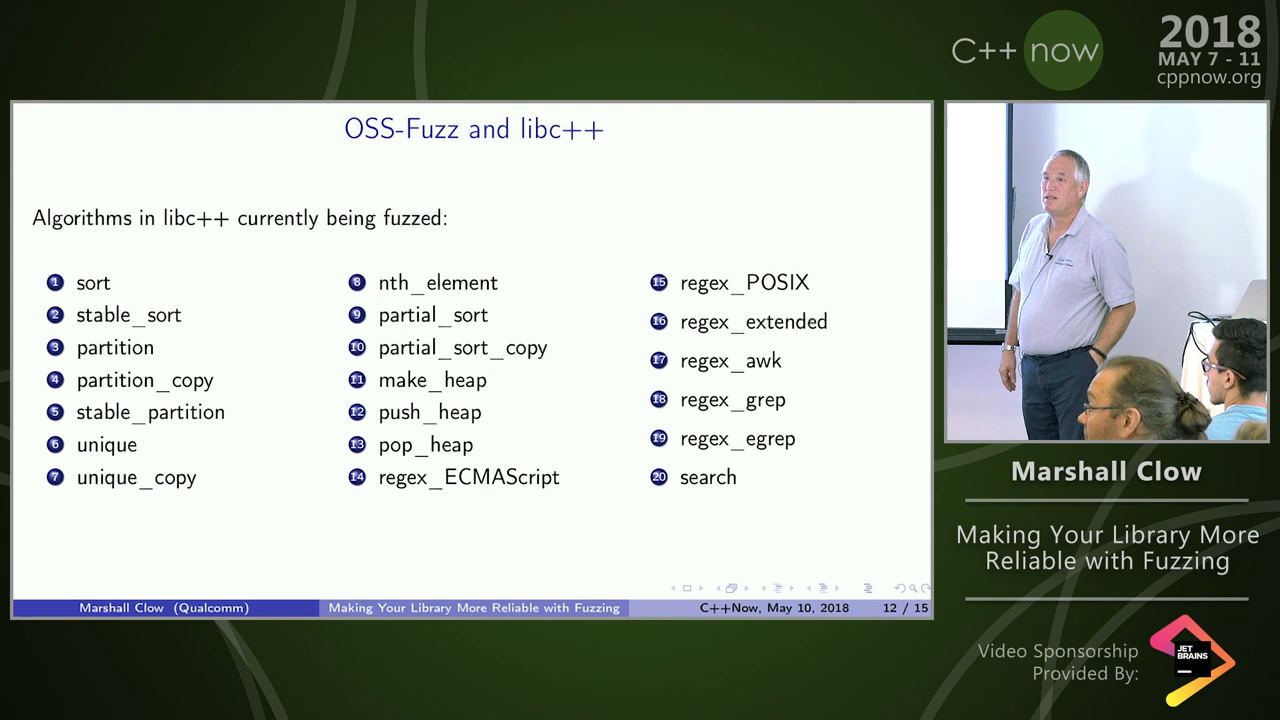 C++ now
2018
MAY 7 - 11
cppnow.org
OSS-Fuzz and libc++
Algorithms in libc++ currently being fuzzed:
1 sort
2 stable_sort
3 partition
4 partition_copy
5 stable_partition
6 unique
7 unique_copy
8 nth_element
9 partial_sort
10 partial_sort_copy
11 make_heap
12 push_heap
13 pop_heap
14 regex_ECMAScript
15 regex_POSIX
16 regex_extended
17 regex_awk
18 regex_grep
19 regex_egrep
20 search
Marshall Clow (Qualcomm)
Making Your Library More Reliable with Fuzzing
C++Now, May 10, 2018
12 / 15
Marshall Clow
Making Your Library More
Reliable with Fuzzing
Video Sponsorship
Provided By:
JET
BRAINS